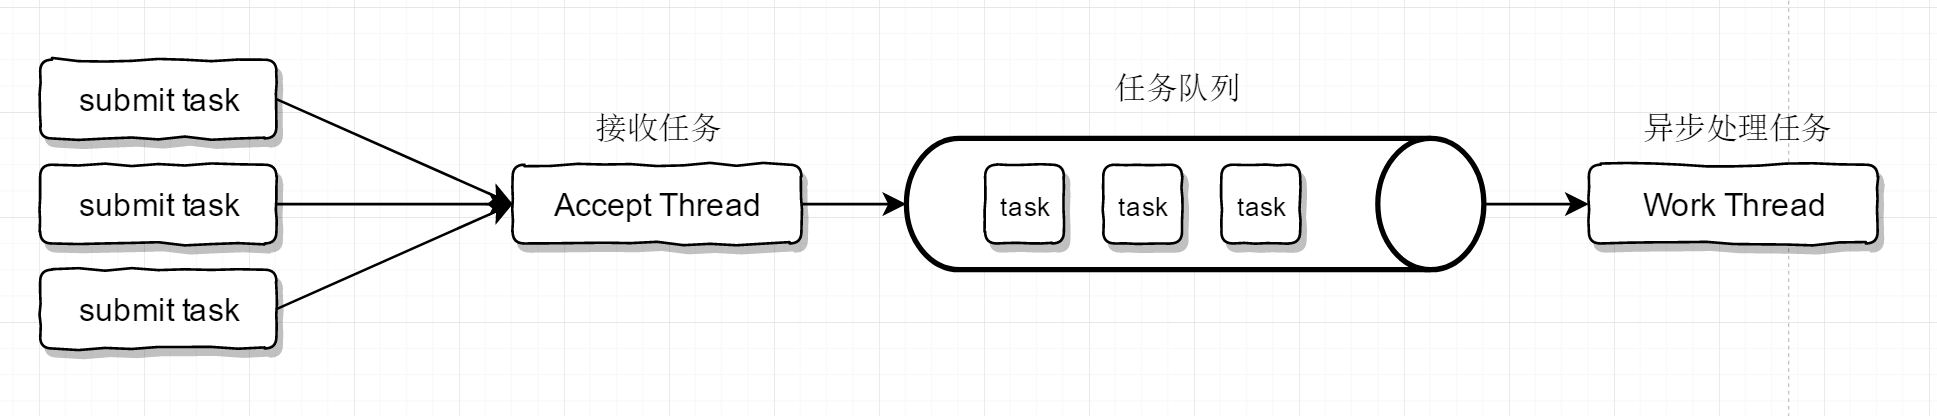 submit task
submit task
submit task
接收任务
Accept Thread
任务队列
task
task
task
异步处理任务
Work Thread